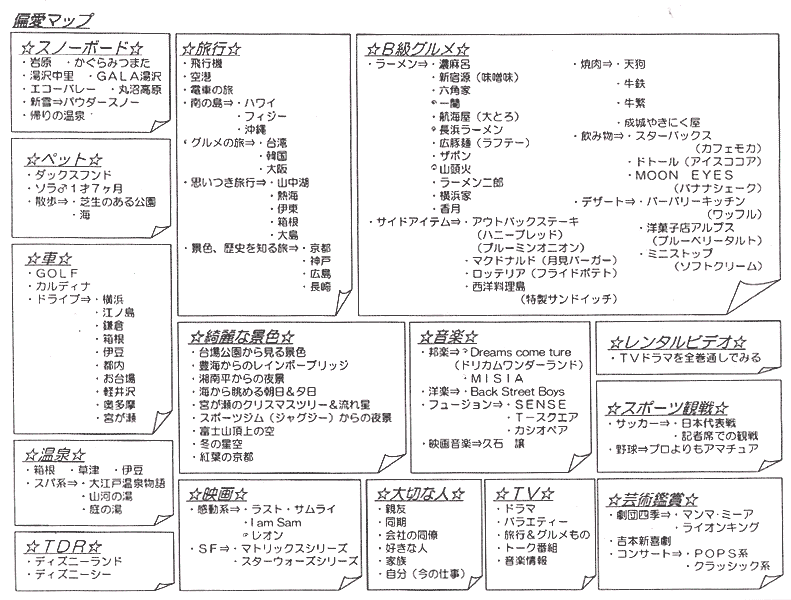 偏愛マップ
☆スノーボード☆
・岩原 ・かぐらみつまた
・湯沢中里 ・GALA湯沢
・エコーバレー ・丸沼高原
・新雪⇒パウダースノー
・帰りの温泉
☆ペット☆
・ダックスフンド
・ソラ♂1才7ヶ月
・散歩⇒・芝生のある公園
・海
☆車☆
・GOLF
・カルディナ
・ドライブ⇒・横浜
・江ノ島
・鎌倉
・箱根
・伊豆
・都内
・お台場
・軽井沢
・奥多摩
・宮が瀬
☆温泉☆
・箱根 ・草津 ・伊豆
・スパ系⇒・大江戸温泉物語
・山河の湯
・庭の湯
☆TDR☆
・ディズニーランド
・ディズニーシー
☆旅行☆
・飛行機
・空港
・電車の旅
・南の島⇒・ハワイ
・フィジー
・沖縄
・グルメの旅⇒・台湾
・韓国
・大阪
・思いつき旅行⇒・山中湖
・熱海
・伊東
・箱根
・大島
・景色、歴史を知る旅⇒・京都
・神戸
・広島
・長崎
☆B級グルメ☆
・ラーメン⇒・濃麻呂
・新宿源（味噌味）
・六角家
・一蘭
・航海屋（大とろ）
・長浜ラーメン
・広豚麺（ラフテー）
・ザボン
・山頭火
・ラーメン二郎
・横浜家
・香月
・サイドアイテム⇒・アウトバックステーキ
（ハニーブレッド）
（ブルーミンオニオン）
・マクドナルド（月見バーガー）
・ロッテリア（フライドポテト）
・西洋料理島
（特製サンドイッチ）
・焼肉⇒・天狗
・牛鉄
・牛繁
・成城やきにく屋
・飲み物⇒・スターバックス
（カフェモカ）
・ドトール（アイスココア）
・MOON EYES
（バナナシェーク）
・デザート⇒・バーバリーキッチン
（ワッフル）
・洋菓子店アルプス
（ブルーベリータルト）
・ミニストップ
（ソフトクリーム）
☆綺麗な景色☆
・台場公園から見る景色
・豊海からのレインボーブリッジ
・湘南平からの夜景
・海から眺める朝日&夕日
・宮が瀬のクリスマスツリー&流れ星
・スポーツジム（ジャグジー）からの夜景
・富士山頂上の空
・冬の星空
・紅葉の京都
☆音楽☆
・邦楽⇒・Dreams come ture
（ドリカムワンダーランド）
・MISIA
・洋楽⇒・Back Street Boys
・フュージョン⇒・SENSE
・T－スクエア
・カシオペア
・映画音楽⇒久石 譲
☆レンタルビデオ☆
・TVドラマを全巻通してみる
☆スポーツ観戦☆
・サッカー⇒・日本代表戦
・記者席での観戦
・野球⇒プロよりもアマチュア
☆映画☆
・感動系⇒・ラスト・サムライ
・I am Sam
・レオン
・SF⇒・マトリックスシリーズ
・スターウォーズシリーズ
☆大切な人☆
・親友
・同期
・会社の同僚
・好きな人
・家族
・自分（今の仕事）
☆TV☆
・ドラマ
・バラエティー
・旅行&グルメもの
・トーク番組
・音楽情報
☆芸術鑑賞☆
・劇団四季⇒・マンマ・ミーア
・ライオンキング
・吉本新喜劇
・コンサート⇒・POPS系
・クラッシック系